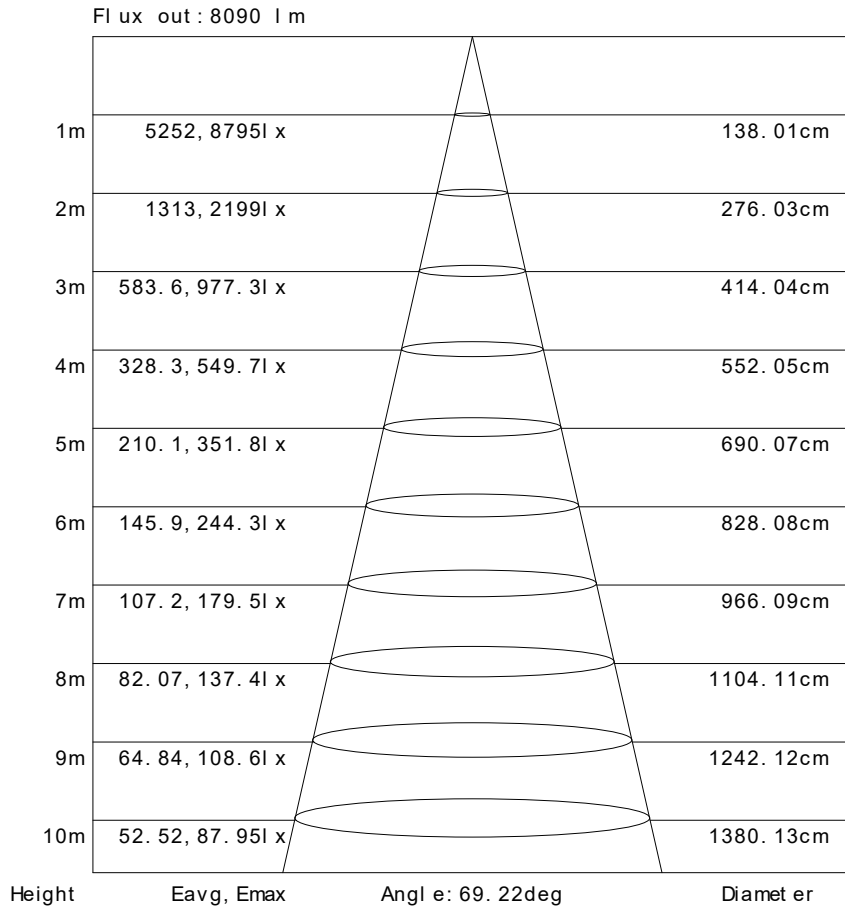 Flux out: 8090 lm
1m 5252, 8795lx 138.01cm
2m 1313, 2199lx 276.03cm
3m 583.6, 977.3lx 414.04cm
4m 328.3, 549.7lx 552.05cm
5m 210.1, 351.8lx 690.07cm
6m 145.9, 244.3lx 828.08cm
7m 107.2, 179.5lx 966.09cm
8m 82.07, 137.4lx 1104.11cm
9m 64.84, 108.6lx 1242.12cm
10m 52.52, 87.95lx 1380.13cm
Height Eavg, Emax Angle: 69.22deg Diameter